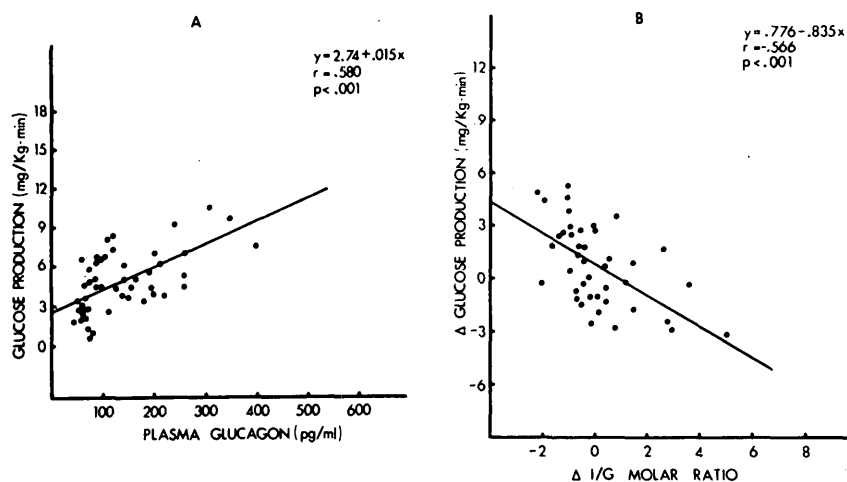 A
y=2.74+.015x
r=.580
p<.001
18
15
12
9
6
3
0
GLUCOSE PRODUCTION (mg/Kg·min)
100 200 300 400 500 600
PLASMA GLUCAGON (pg/ml)
B
y=.776-.835x
r=-.566
p<.001
12
9
6
3
0
-3
-6
Δ GLUCOSE PRODUCTION (mg/Kg·min)
-2 0 2 4 6 8
Δ I/G MOLAR RATIO